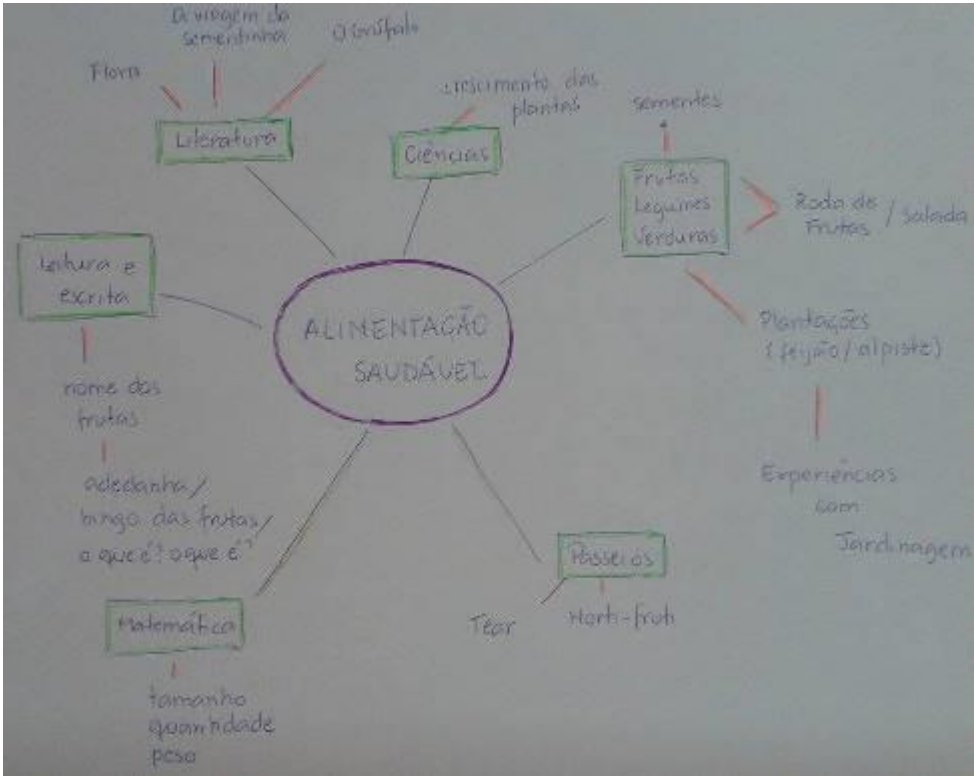 A viagem da
sementinha
O Grúfalo
Flora
Literatura
crescimento das
plantas
Ciências
sementes
Frutas
Legumes
Verduras
Roda de
Frutas / Salada
Leitura e
escrita
ALIMENTAÇÃO
SAUDÁVEL
Plantações
(feijão/alpiste)
nome das
frutas
adedanha/
bingo das frutas/
o que é? o que é?
Experiências
com
Jardinagem
Passeios
Tear
Horti-fruti
Matemática
tamanho
quantidade
peso